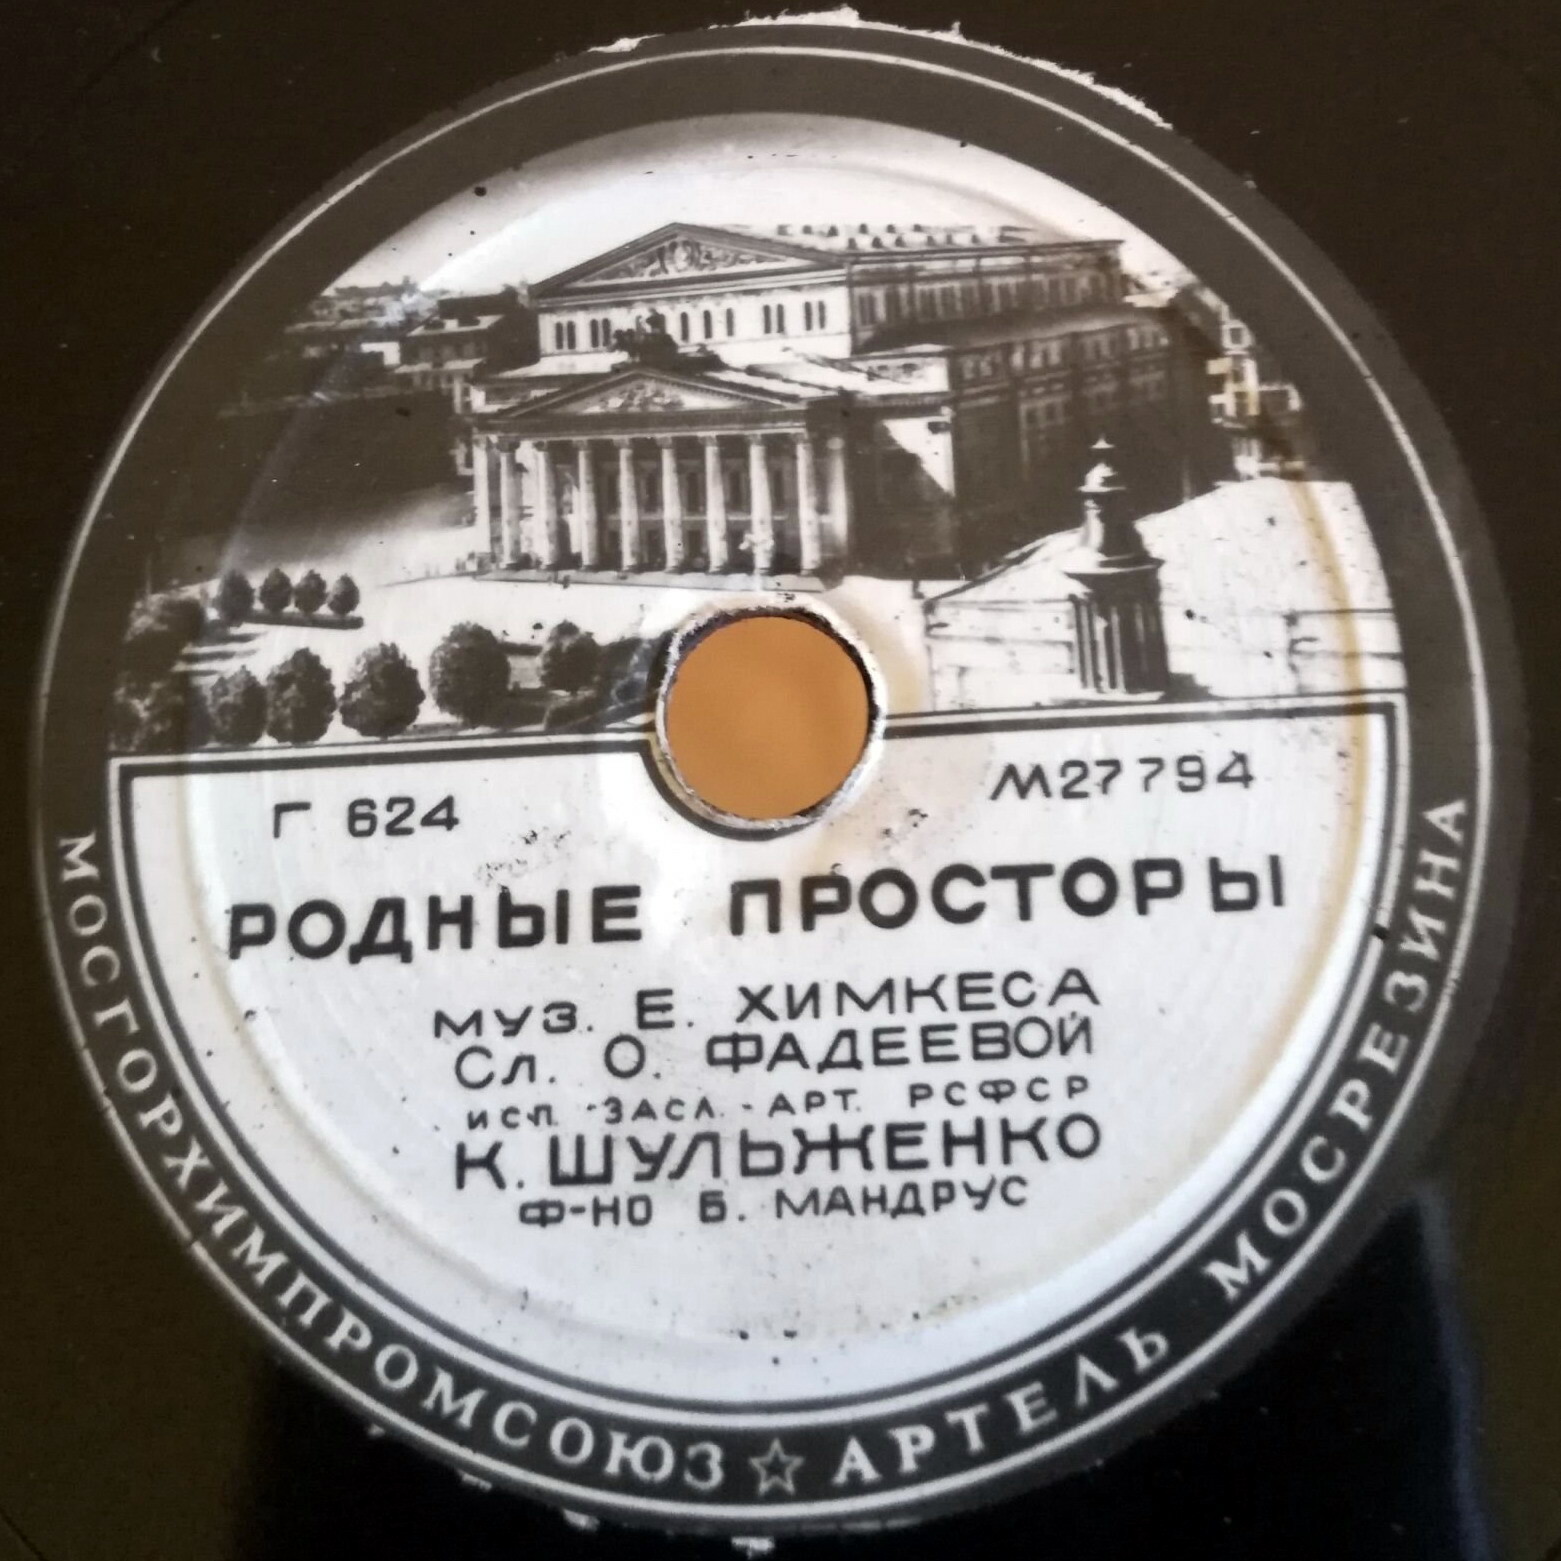 Г 624
М27794
РОДНЫЕ ПРОСТОРЫ
МУЗ. Е. ХИМКЕСА
Сл. О. ФАДЕЕВОЙ
исп. ·ЗАСЛ.-АРТ. РСФСР
К. ШУЛЬЖЕНКО
Ф-НО Б. МАНДРУС
МОСГОРХИМПРОМСОЮЗ ☆ АРТЕЛЬ МОСРЕЗИНА